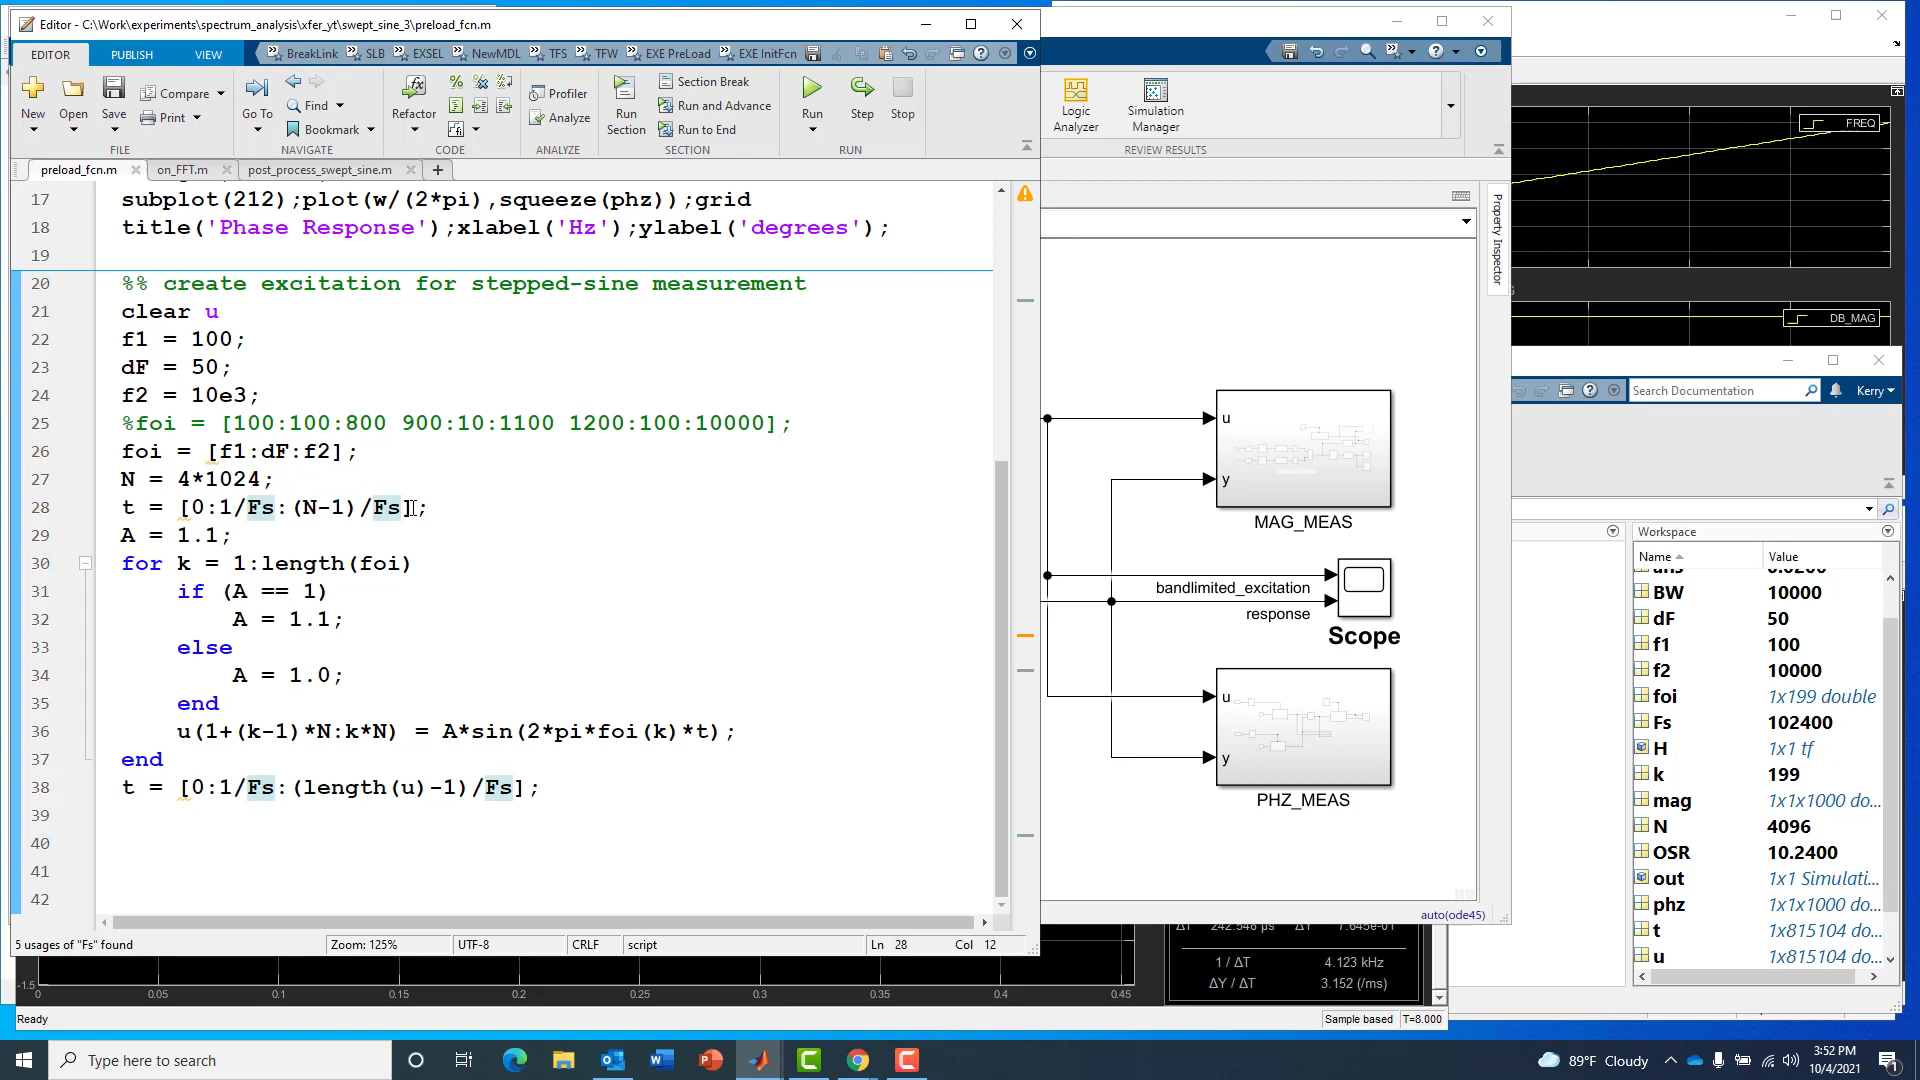 Editor - C:\Work\experiments\spectrum_analysis\xfer_yt\swept_sine_3\preload_fcn.m
EDITOR
PUBLISH
VIEW
BreakLink
SLB
EXSEL
NewMDL
TFS
TFW
EXE PreLoad
EXE InitFcn
New
Open
Save
Compare
Print
Go To
Find
Bookmark
Refactor
Profiler
Analyze
Run Section
Section Break
Run and Advance
Run to End
Run
Step
Stop
FILE
NAVIGATE
CODE
ANALYZE
SECTION
RUN
preload_fcn.m
on_FFT.m
post_process_swept_sine.m
17 subplot(212);plot(w/(2*pi),squeeze(phz));grid
18 title('Phase Response');xlabel('Hz');ylabel('degrees');
19
20 %% create excitation for stepped-sine measurement
21 clear u
22 f1 = 100;
23 dF = 50;
24 f2 = 10e3;
25 %foi = [100:100:800 900:10:1100 1200:100:10000];
26 foi = [f1:dF:f2];
27 N = 4*1024;
28 t = [0:1/Fs:(N-1)/Fs];
29 A = 1.1;
30 for k = 1:length(foi)
31 if (A == 1)
32 A = 1.1;
33 else
34 A = 1.0;
35 end
36 u(1+(k-1)*N:k*N) = A*sin(2*pi*foi(k)*t);
37 end
38 t = [0:1/Fs:(length(u)-1)/Fs];
39
40
41
42
5 usages of "Fs" found
Zoom: 125%
UTF-8
CRLF
script
Ln 28
Col 12
Logic Analyzer
Simulation Manager
REVIEW RESULTS
Property Inspector
u
y
MAG_MEAS
bandlimited_excitation
response
Scope
u
y
PHZ_MEAS
auto(ode45)
FREQ
DB_MAG
Search Documentation
Kerry
Workspace
Name
Value
BW 10000
dF 50
f1 100
f2 10000
foi 1x199 double
Fs 102400
H 1x1 tf
k 199
mag 1x1x1000 do...
N 4096
OSR 10.2400
out 1x1 Simulati...
phz 1x1x1000 do...
t 1x815104 do...
u 1x815104 do...
-1.5
0 0.05 0.1 0.15 0.2 0.25 0.3 0.35 0.4 0.45
1 / ΔT 4.123 kHz
ΔY / ΔT 3.152 (/ms)
Ready
Sample based
T=8.000
Type here to search
89°F Cloudy
3:52 PM
10/4/2021